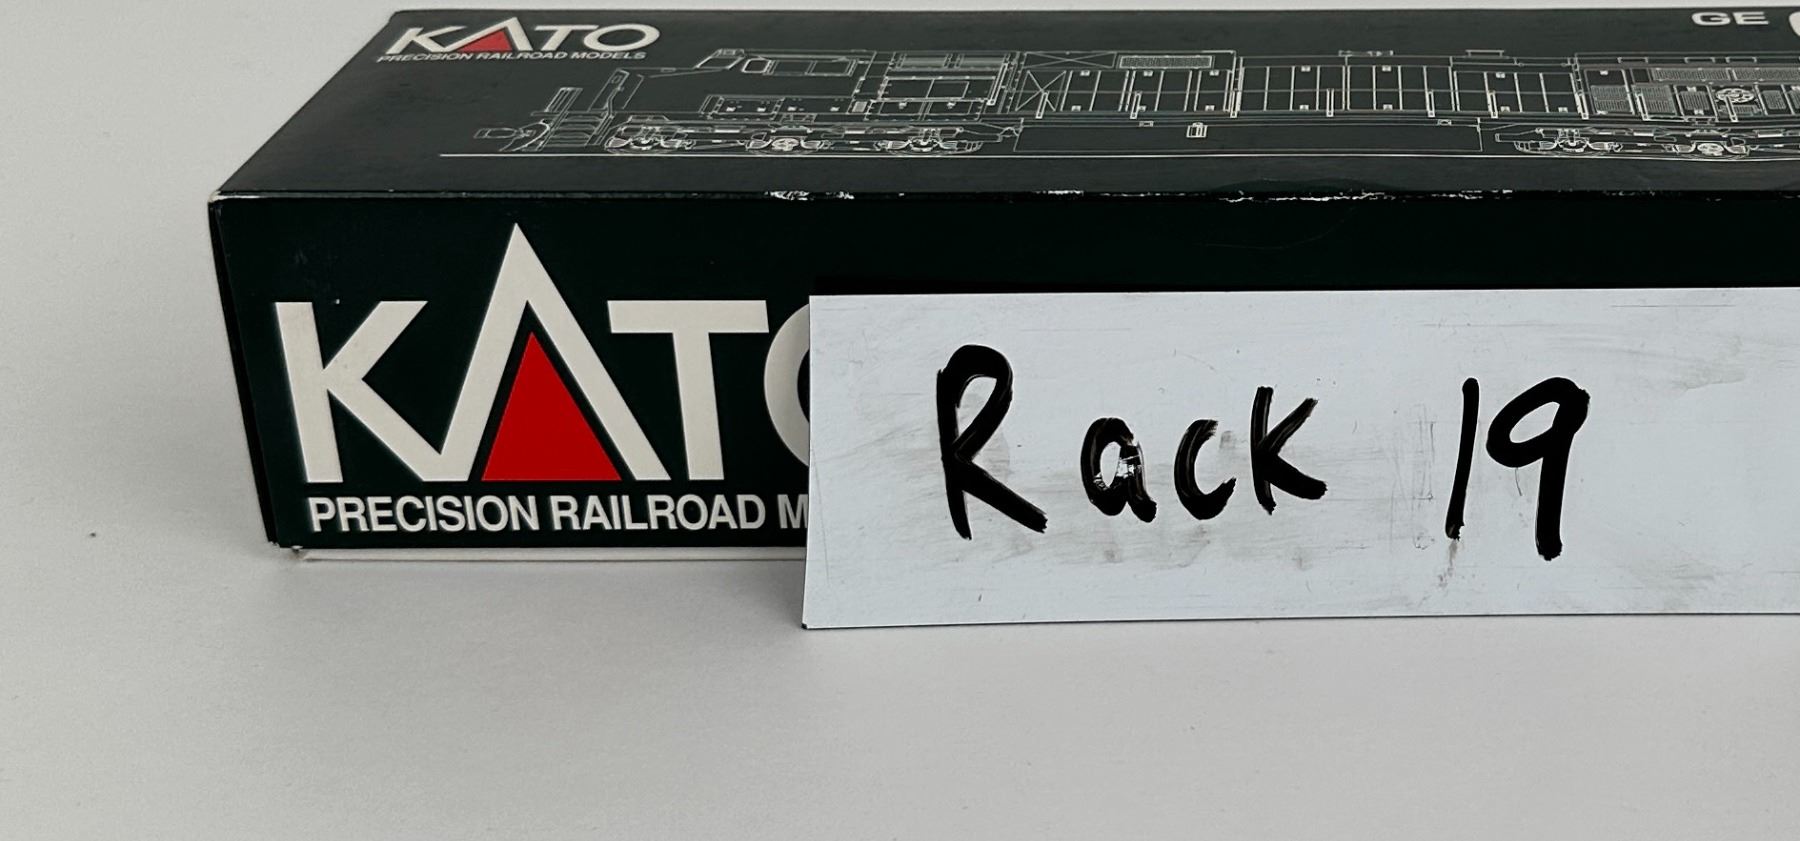 KATO
PRECISION RAILROAD MODELS
GE
KATO
PRECISION RAILROAD
Rack 19